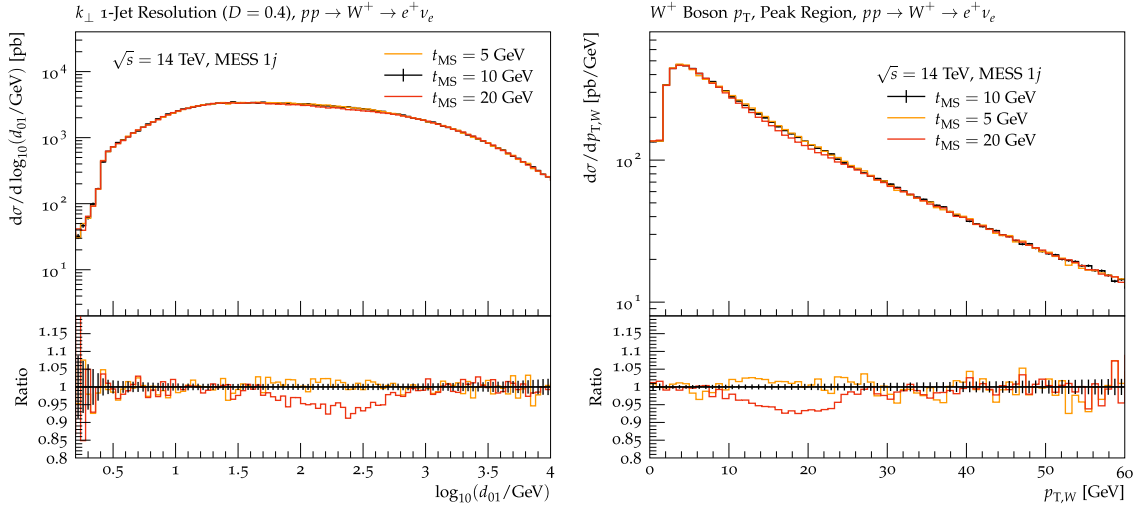 k⊥ 1-Jet Resolution (D = 0.4), pp → W⁺ → e⁺νₑ
dσ/d log₁₀(d₀₁/GeV) [pb]
√s = 14 TeV, MESS 1j
t_MS = 5 GeV
t_MS = 10 GeV
t_MS = 20 GeV
10⁴
10³
10²
10¹
Ratio
1.15
1.1
1.05
1
0.95
0.9
0.85
0.8
0.5 1 1.5 2 2.5 3 3.5 4
log₁₀(d₀₁/GeV)
W⁺ Boson p_T, Peak Region, pp → W⁺ → e⁺νₑ
dσ/dp_T,W [pb/GeV]
√s = 14 TeV, MESS 1j
t_MS = 10 GeV
t_MS = 5 GeV
t_MS = 20 GeV
10²
10¹
Ratio
1.15
1.1
1.05
1
0.95
0.9
0.85
0.8
0 10 20 30 40 50 60
p_T,W [GeV]